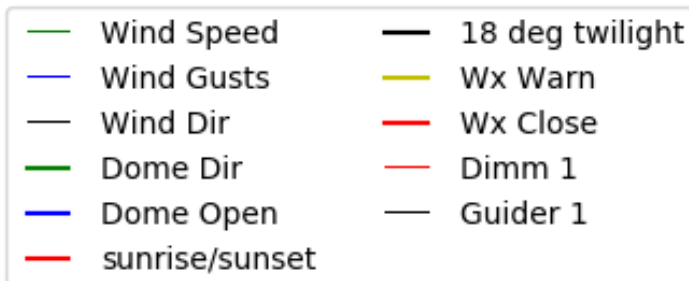 Wind Speed
Wind Gusts
Wind Dir
Dome Dir
Dome Open
sunrise/sunset
18 deg twilight
Wx Warn
Wx Close
Dimm 1
Guider 1